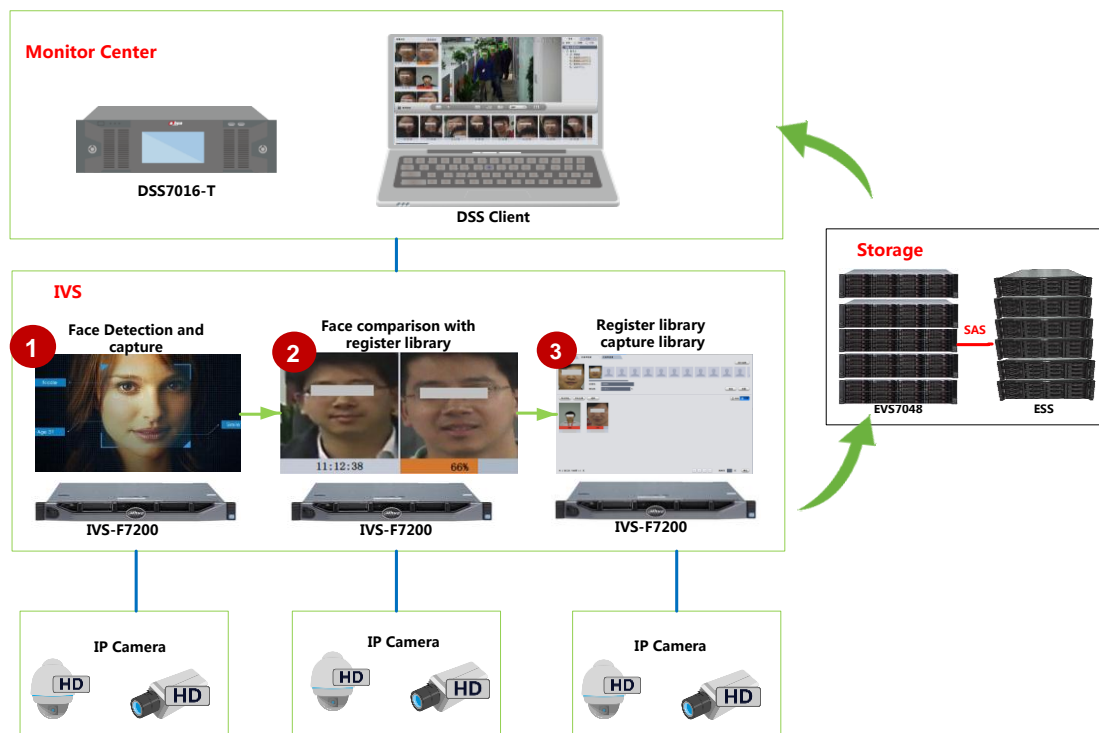 Monitor Center
DSS7016-T
DSS Client
Storage
SAS
EVS7048
ESS
IVS
1
Face Detection and
capture
2
Face comparison with
register library
3
Register library
capture library
Age 31
11:12:38
66%
IVS-F7200
IVS-F7200
IVS-F7200
IP Camera
HD
HD
IP Camera
HD
HD
IP Camera
HD
HD